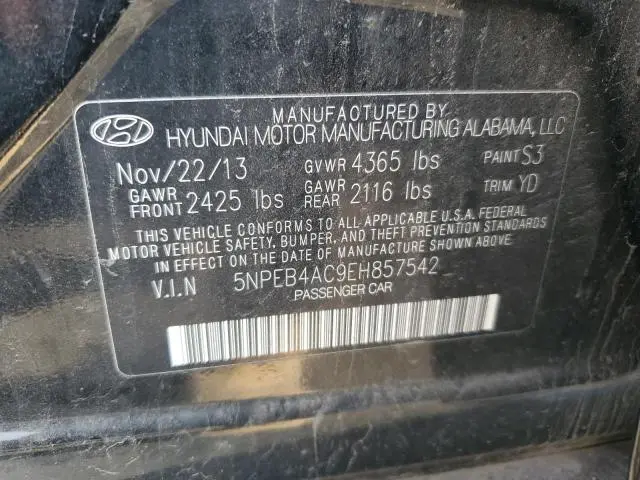 MANUFACTURED BY
HYUNDAI MOTOR MANUFACTURING ALABAMA, LLC
Nov/22/13 GVWR 4365 lbs PAINT S3
GAWR FRONT 2425 lbs GAWR REAR 2116 lbs TRIM YD
THIS VEHICLE CONFORMS TO ALL APPLICABLE U.S.A. FEDERAL
MOTOR VEHICLE SAFETY, BUMPER, AND THEFT PREVENTION STANDARDS
IN EFFECT ON THE DATE OF MANUFACTURE SHOWN ABOVE.
V.I.N 5NPEB4AC9EH857542
PASSENGER CAR